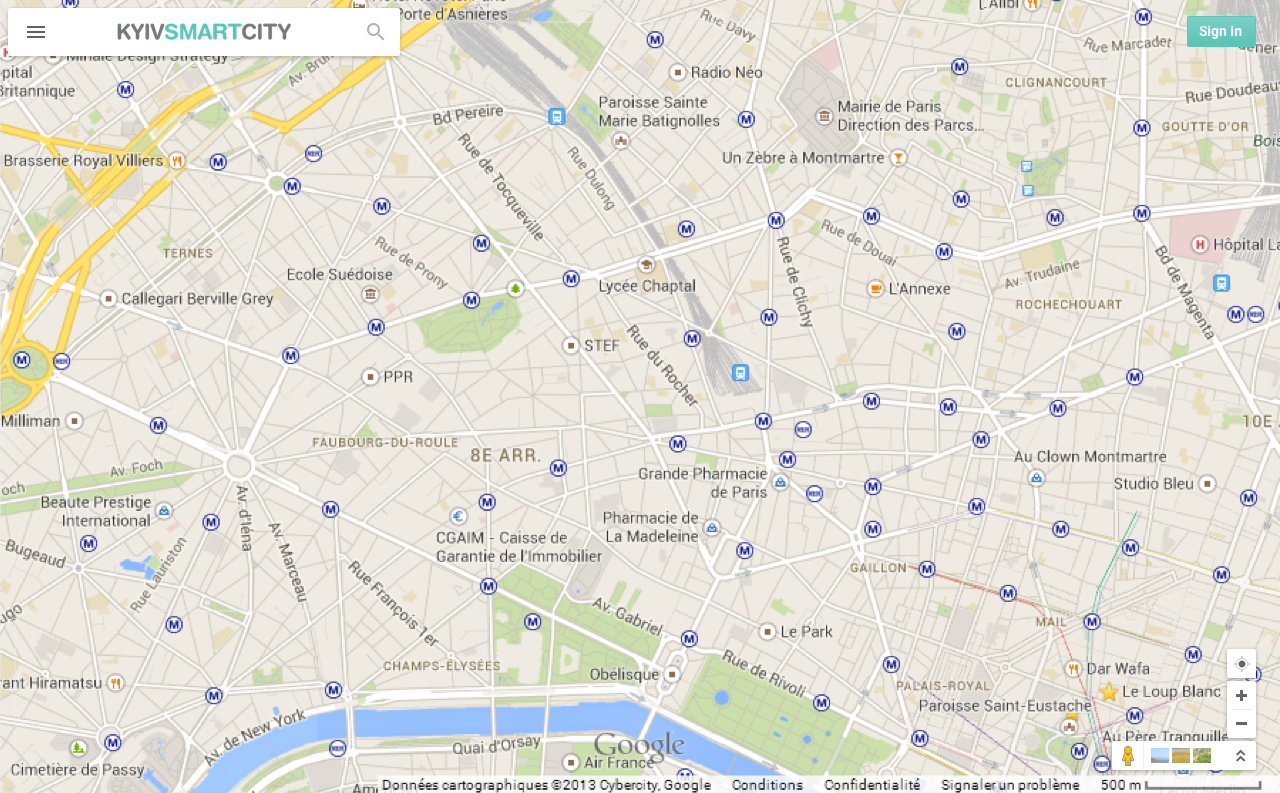 KYIVSMARTCITY
Sign in
Porte d'Asnières
Minale Design Strategy
Britannique
Av. Brun
Rue Davy
L'Alibi
Rue Marcadet
Radio Néo
CLIGNANCOURT
Rue Doudeau
Bd Pereire
Paroisse Sainte
Marie Batignolles
Mairie de Paris
Direction des Parcs...
GOUTTE D'OR
Brasserie Royal Villiers
Rue de Tocqueville
Rue Dulong
Un Zèbre à Montmartre
TERNES
Rue de Prony
Rue de Clichy
Rue de Douai
Hôpital La
Ecole Suédoise
Lycée Chaptal
Av. Trudaine
Bd de Magenta
Callegari Berville Grey
L'Annexe
ROCHECHOUART
STEF
Rue du Rocher
PPR
Milliman
FAUBOURG-DU-ROULE
8E ARR.
10E A
Av. Foch
och
Grande Pharmacie
de Paris
Au Clown Montmartre
Studio Bleu
Beaute Prestige
International
Av. d'Iéna
Av. Marceau
CGAIM - Caisse de
Garantie de l'Immobilier
Pharmacie de
La Madeleine
Bugeaud
Rue Lauriston
Rue François 1er
GAILLON
Av. Gabriel
Le Park
MAIL
CHAMPS-ÉLYSÉES
Obélisque
Rue de Rivoli
Dar Wafa
rant Hiramatsu
PALAIS-ROYAL
Le Loup Blanc
Paroisse Saint-Eustache
Av. de New York
Quai d'Orsay
Google
Au Père Tranquille
Cimetière de Passy
Air France
Données cartographiques ©2013 Cybercity, Google
Conditions
Confidentialité
Signaler un problème
500 m